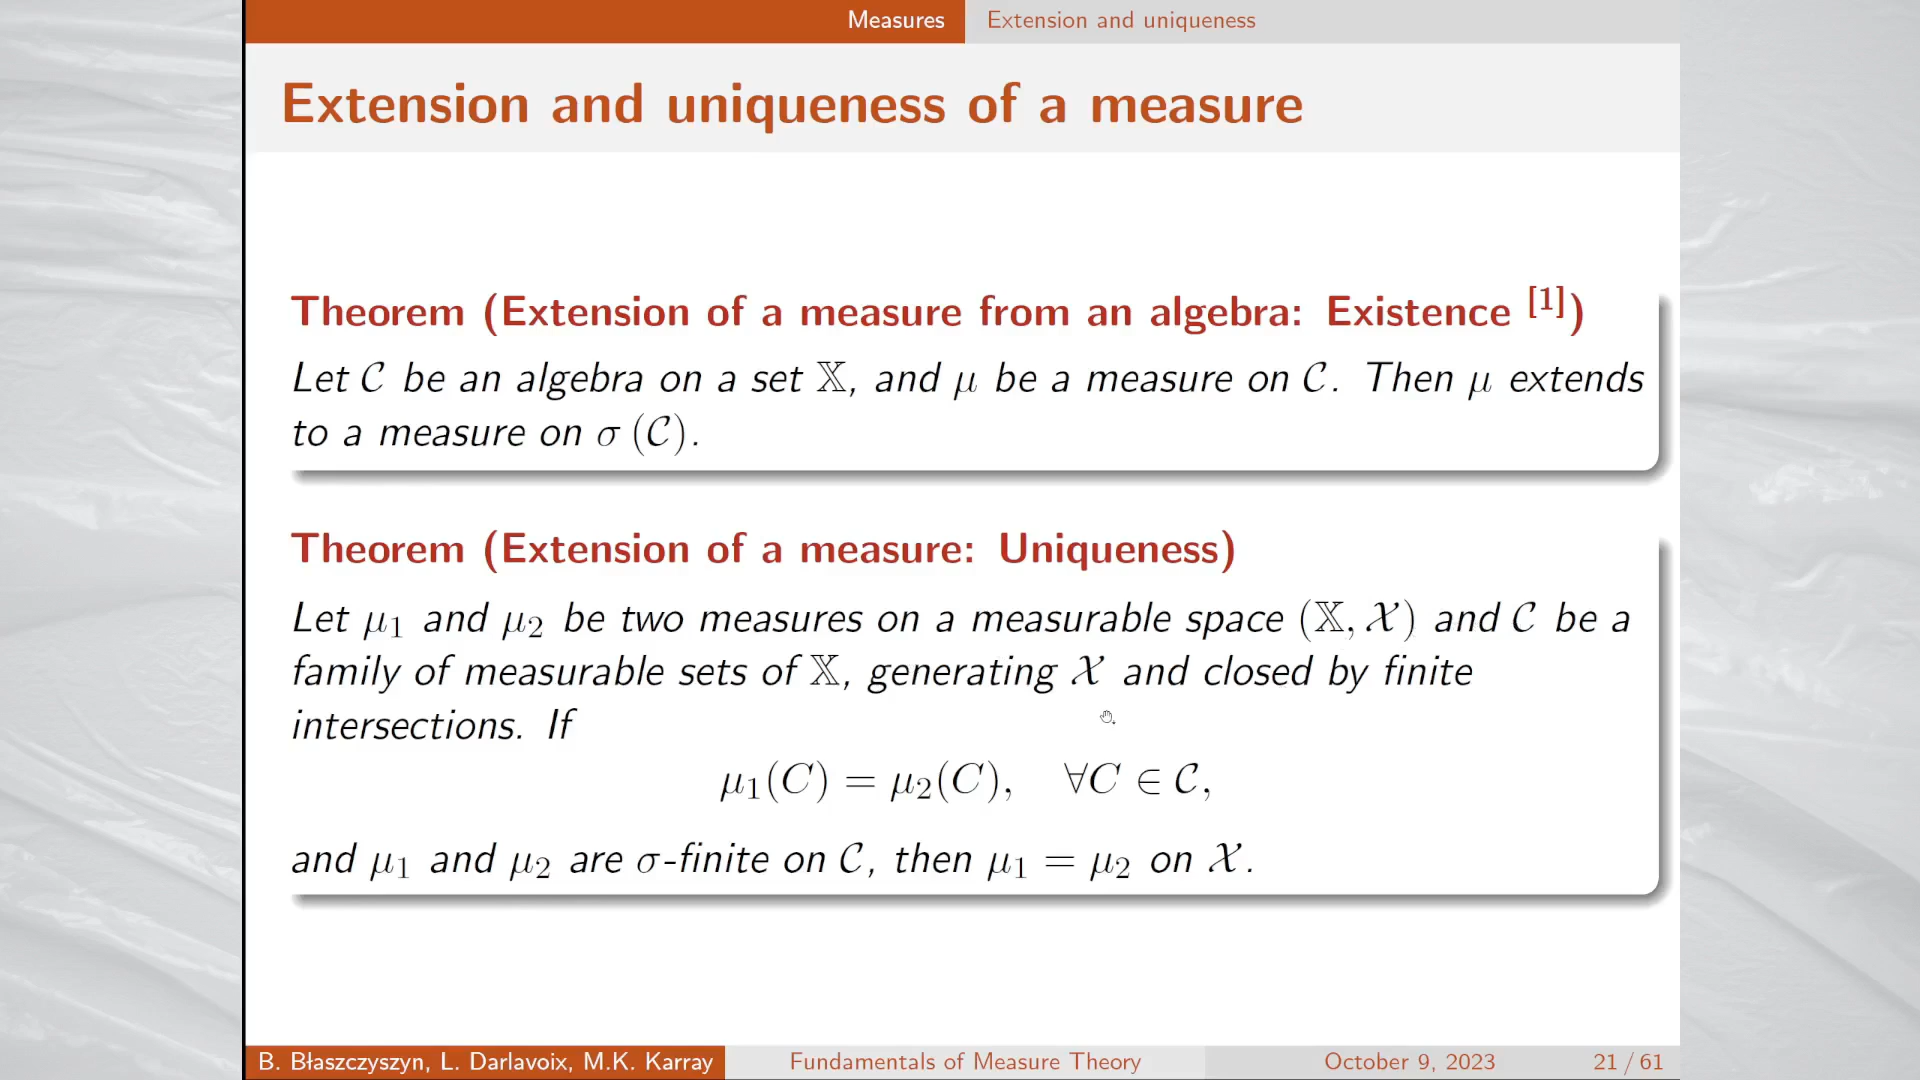 Measures Extension and uniqueness
Extension and uniqueness of a measure
Theorem (Extension of a measure from an algebra: Existence [1])
Let 𝒞 be an algebra on a set 𝕏, and μ be a measure on 𝒞. Then μ extends
to a measure on σ (𝒞).
Theorem (Extension of a measure: Uniqueness)
Let μ₁ and μ₂ be two measures on a measurable space (𝕏, 𝒳) and 𝒞 be a
family of measurable sets of 𝕏, generating 𝒳 and closed by finite
intersections. If
μ₁(C) = μ₂(C), ∀C ∈ 𝒞,
and μ₁ and μ₂ are σ-finite on 𝒞, then μ₁ = μ₂ on 𝒳.
B. Błaszczyszyn, L. Darlavoix, M.K. Karray Fundamentals of Measure Theory October 9, 2023 21 / 61